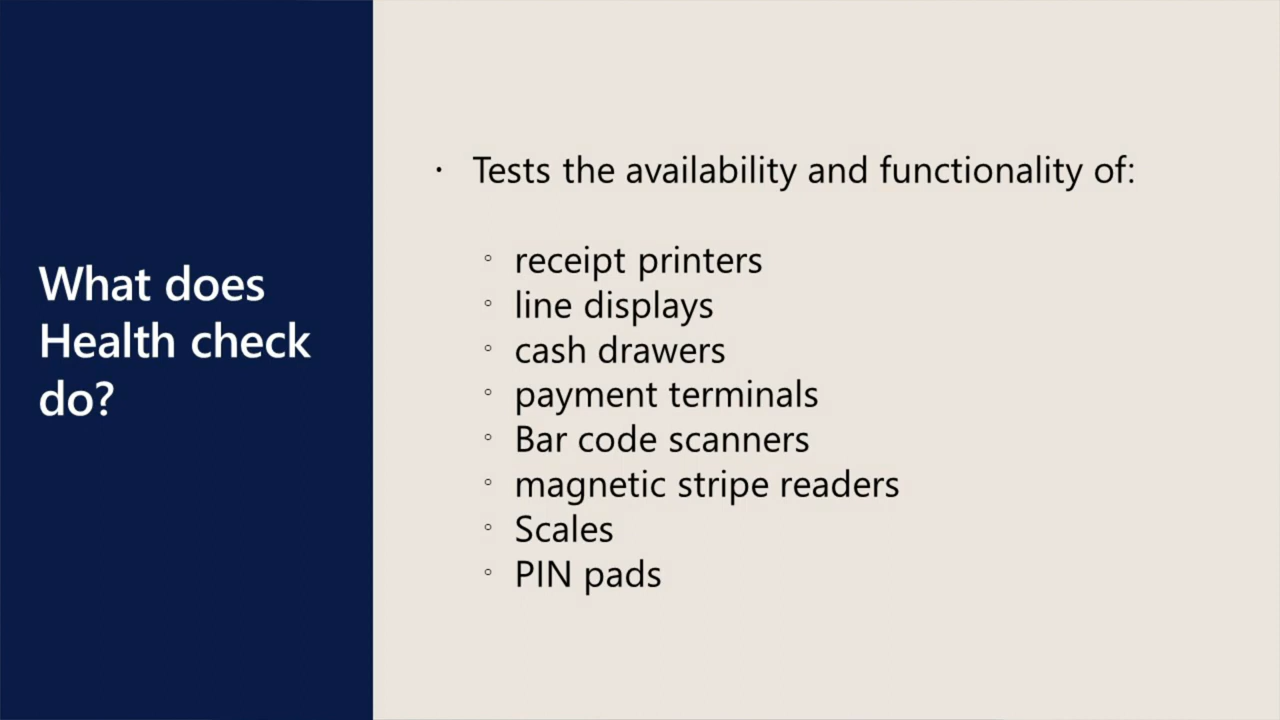 What does
Health check
do?
· Tests the availability and functionality of:
◦ receipt printers
◦ line displays
◦ cash drawers
◦ payment terminals
◦ Bar code scanners
◦ magnetic stripe readers
◦ Scales
◦ PIN pads